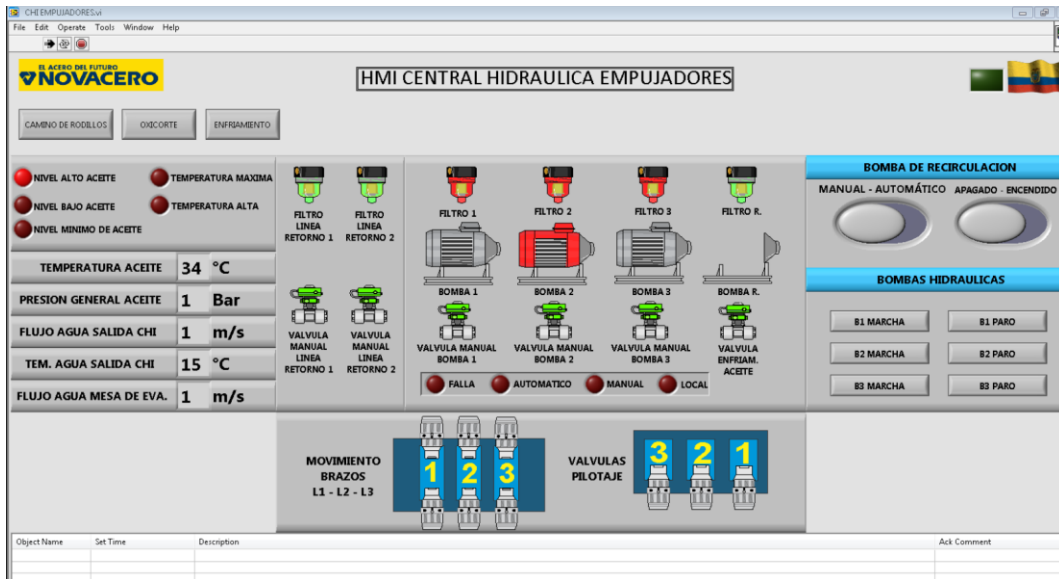 CHI EMPUJADORES.vi
File Edit Operate Tools Window Help
EL ACERO DEL FUTURO
NOVACERO
HMI CENTRAL HIDRAULICA EMPUJADORES
CAMINO DE RODILLOS
OXICORTE
ENFRIAMIENTO
NIVEL ALTO ACEITE
TEMPERATURA MAXIMA
NIVEL BAJO ACEITE
TEMPERATURA ALTA
NIVEL MINIMO DE ACEITE
TEMPERATURA ACEITE 34 °C
PRESION GENERAL ACEITE 1 Bar
FLUJO AGUA SALIDA CHI 1 m/s
TEM. AGUA SALIDA CHI 15 °C
FLUJO AGUA MESA DE EVA. 1 m/s
FILTRO
LINEA
RETORNO 1
FILTRO
LINEA
RETORNO 2
VALVULA
MANUAL
LINEA
RETORNO 1
VALVULA
MANUAL
LINEA
RETORNO 2
FILTRO 1
FILTRO 2
FILTRO 3
FILTRO R.
BOMBA 1
BOMBA 2
BOMBA 3
BOMBA R.
VALVULA MANUAL
BOMBA 1
VALVULA MANUAL
BOMBA 2
VALVULA MANUAL
BOMBA 3
VALVULA
ENFRIAM.
ACEITE
FALLA
AUTOMATICO
MANUAL
LOCAL
BOMBA DE RECIRCULACION
MANUAL - AUTOMÁTICO
APAGADO - ENCENDIDO
BOMBAS HIDRAULICAS
B1 MARCHA
B1 PARO
B2 MARCHA
B2 PARO
B3 MARCHA
B3 PARO
MOVIMIENTO
BRAZOS
L1 - L2 - L3
1 2 3
VALVULAS
PILOTAJE
3 2 1
Object Name Set Time Description Ack Comment